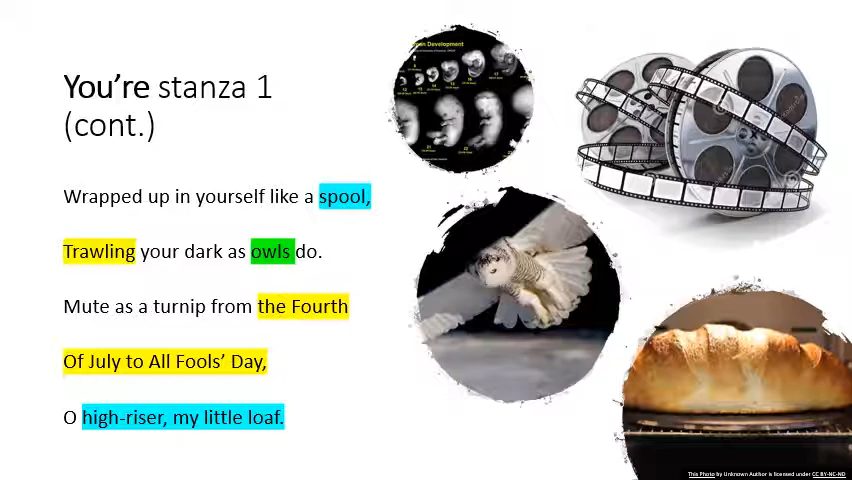 You're stanza 1
(cont.)
Wrapped up in yourself like a spool,
Trawling your dark as owls do.
Mute as a turnip from the Fourth
Of July to All Fools' Day,
O high-riser, my little loaf.
This Photo by Unknown Author is licensed under CC BY-NC-ND